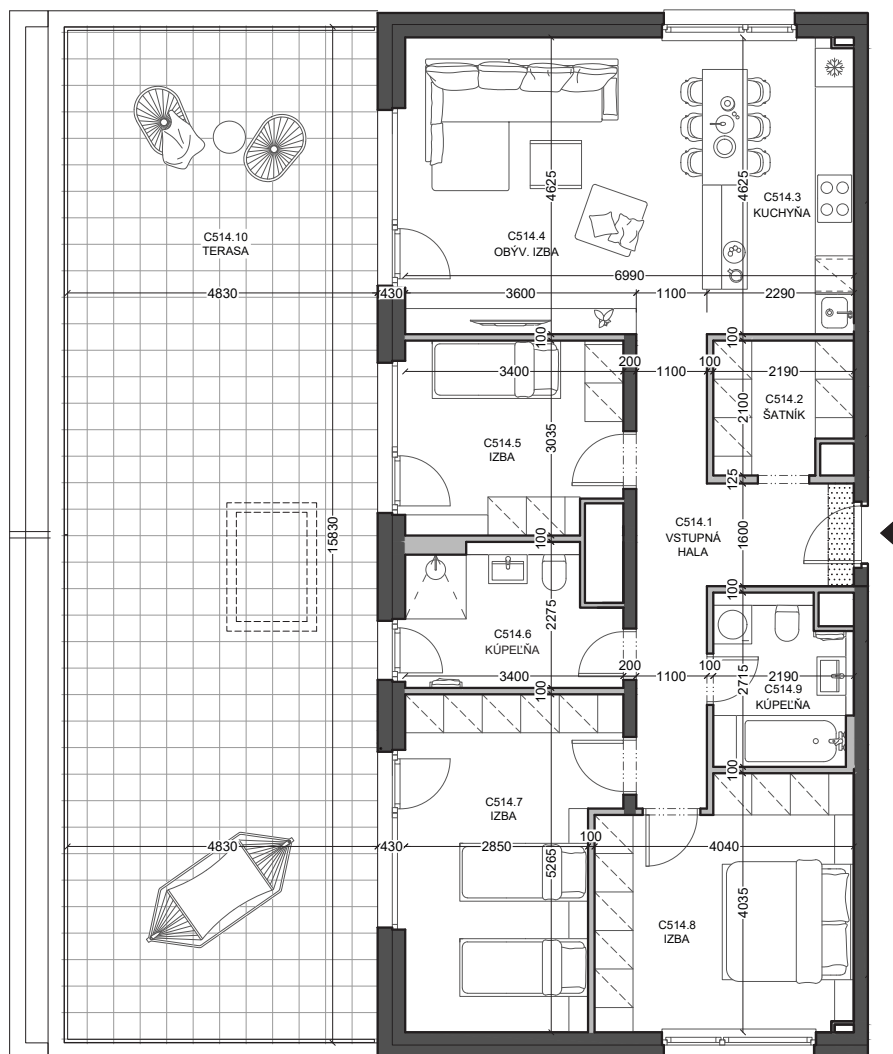 C514.3
KUCHYŇA
4625
4625
C514.10
TERASA
C514.4
OBÝV. IZBA
6990
4830
430
3600
1100
2290
100
100
200
100
3400
1100
2190
C514.2
ŠATNÍK
2100
C514.5
IZBA
3035
125
C514.1
VSTUPNÁ
HALA
1600
15830
100
100
2275
C514.6
KÚPEĽŇA
3400
200
1100
100
2190
2715
C514.9
KÚPEĽŇA
100
100
C514.7
IZBA
4830
430
2850
100
4040
5265
4035
C514.8
IZBA